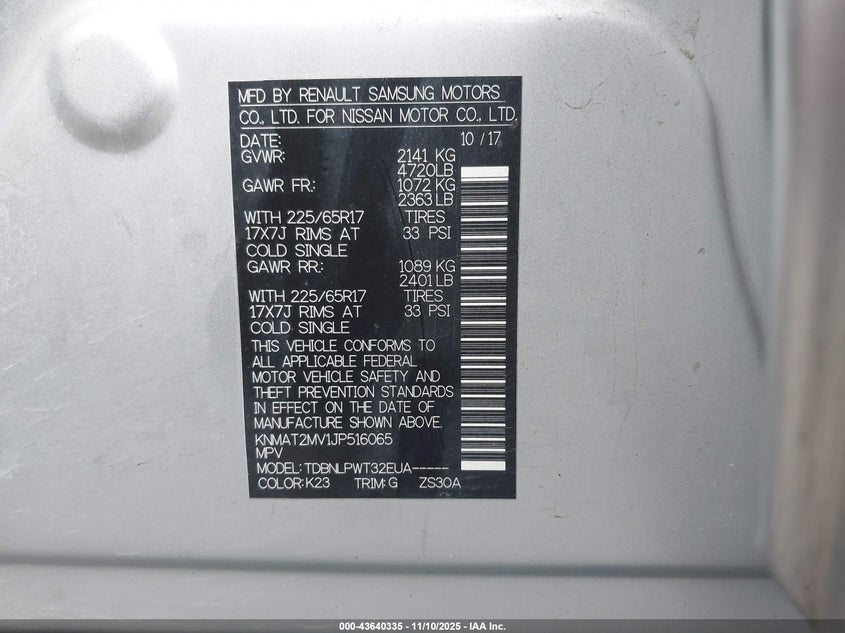 MFD BY RENAULT SAMSUNG MOTORS
CO., LTD. FOR NISSAN MOTOR CO., LTD.
DATE: 10 / 17
GVWR: 2141 KG
4720LB
GAWR FR.: 1072 KG
2363 LB
WITH 225/65R17 TIRES
17X7J RIMS AT 33 PSI
COLD SINGLE
GAWR RR.: 1089 KG
2401 LB
WITH 225/65R17 TIRES
17X7J RIMS AT 33 PSI
COLD SINGLE
THIS VEHICLE CONFORMS TO
ALL APPLICABLE FEDERAL
MOTOR VEHICLE SAFETY AND
THEFT PREVENTION STANDARDS
IN EFFECT ON THE DATE OF
MANUFACTURE SHOWN ABOVE.
KNMAT2MV1JP516065
MPV
MODEL: TDBNLPWT32EUA-----
COLOR: K23 TRIM: G ZS30A
000-43640335 - 11/10/2025 - IAA Inc.